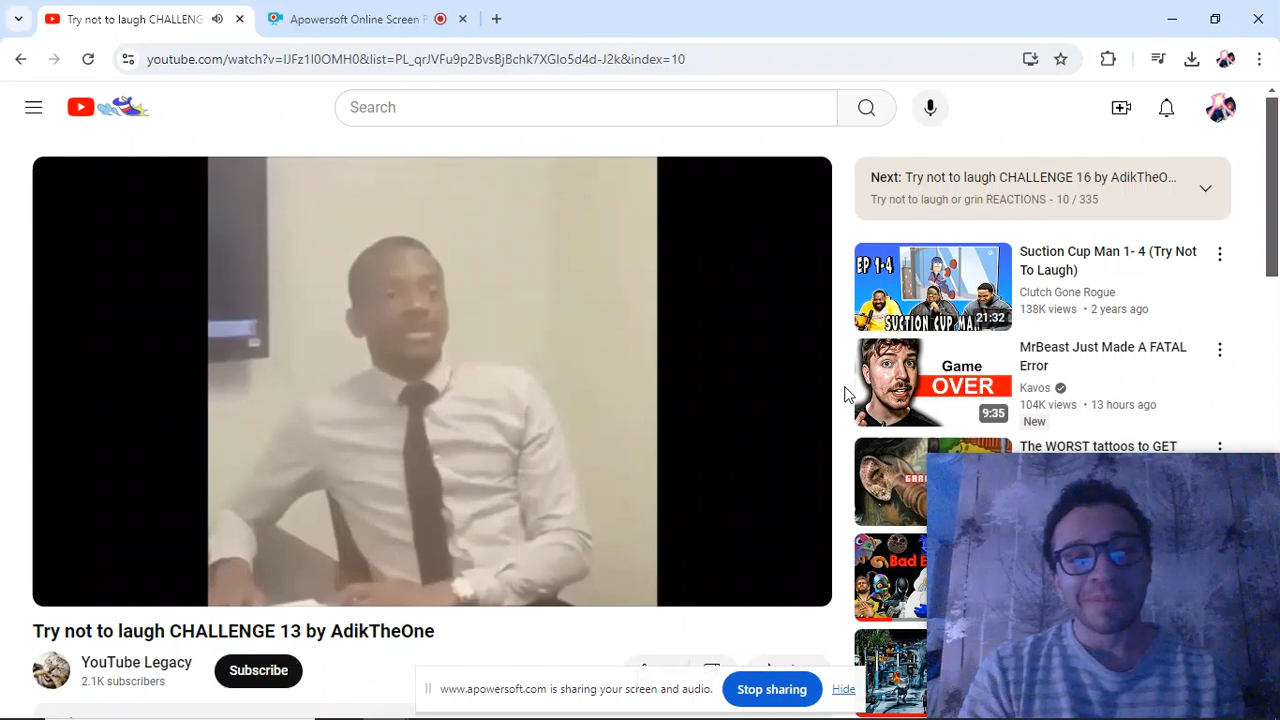 Try not to laugh CHALLENG
Apowersoft Online Screen R
youtube.com/watch?v=IJFz1I0OMH0&list=PL_qrJVFu9p2BvsBjBchk7XGlo5d4d-J2k&index=10
Search
Next: Try not to laugh CHALLENGE 16 by AdikTheO...
Try not to laugh or grin REACTIONS - 10 / 335
EP 1-4
SUCTION CUP MAN
21:32
Suction Cup Man 1- 4 (Try Not
To Laugh)
Clutch Gone Rogue
138K views • 2 years ago
Game
OVER
9:35
MrBeast Just Made A FATAL
Error
Kavos
104K views • 13 hours ago
New
The WORST tattoos to GET
Bad E
Try not to laugh CHALLENGE 13 by AdikTheOne
YouTube Legacy
2.1K subscribers
Subscribe
www.apowersoft.com is sharing your screen and audio.
Stop sharing
Hide